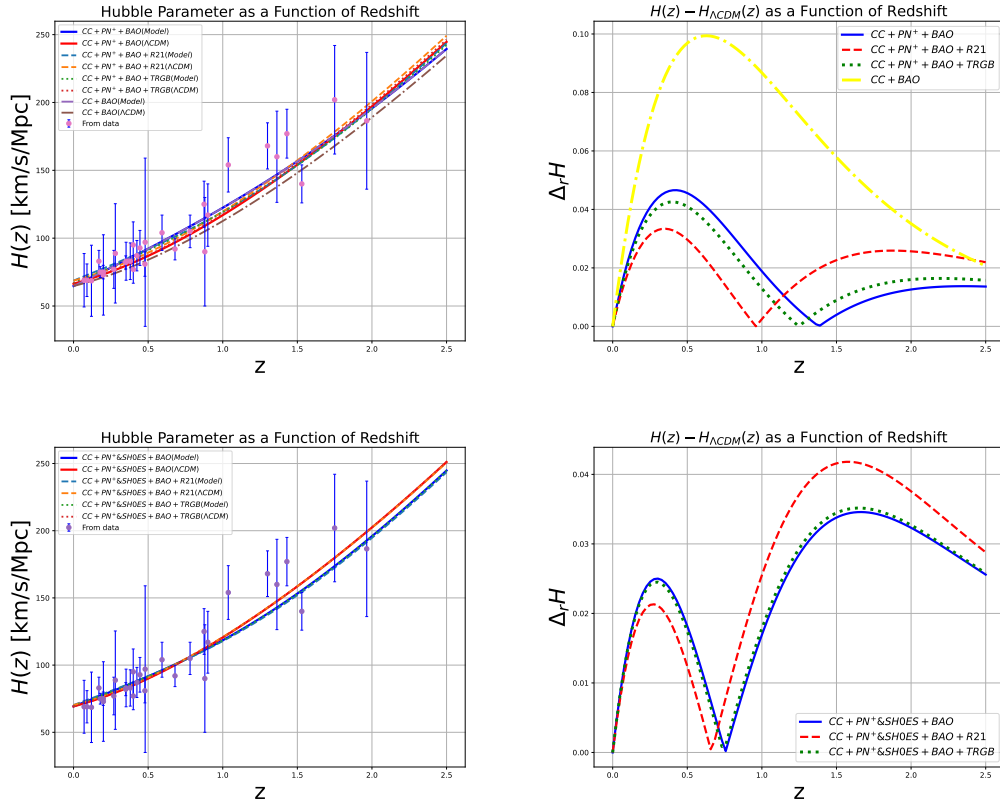 Hubble Parameter as a Function of Redshift
CC + PN⁺ + BAO(Model)
CC + PN⁺ + BAO(ΛCDM)
CC + PN⁺ + BAO + R21(Model)
CC + PN⁺ + BAO + R21(ΛCDM)
CC + PN⁺ + BAO + TRGB(Model)
CC + PN⁺ + BAO + TRGB(ΛCDM)
CC + BAO(Model)
CC + BAO(ΛCDM)
From data
H(z) [km/s/Mpc]
250
200
150
100
50
0.0 0.5 1.0 1.5 2.0 2.5
z
H(z) − H_ΛCDM(z) as a Function of Redshift
CC + PN⁺ + BAO
CC + PN⁺ + BAO + R21
CC + PN⁺ + BAO + TRGB
CC + BAO
Δ_rH
0.10
0.08
0.06
0.04
0.02
0.00
0.0 0.5 1.0 1.5 2.0 2.5
z
Hubble Parameter as a Function of Redshift
CC + PN⁺&SH0ES + BAO(Model)
CC + PN⁺&SH0ES + BAO(ΛCDM)
CC + PN⁺&SH0ES + BAO + R21(Model)
CC + PN⁺&SH0ES + BAO + R21(ΛCDM)
CC + PN⁺&SH0ES + BAO + TRGB(Model)
CC + PN⁺&SH0ES + BAO + TRGB(ΛCDM)
From data
H(z) [km/s/Mpc]
250
200
150
100
50
0.0 0.5 1.0 1.5 2.0 2.5
z
H(z) − H_ΛCDM(z) as a Function of Redshift
Δ_rH
0.04
0.03
0.02
0.01
0.00
CC + PN⁺&SH0ES + BAO
CC + PN⁺&SH0ES + BAO + R21
CC + PN⁺&SH0ES + BAO + TRGB
0.0 0.5 1.0 1.5 2.0 2.5
z